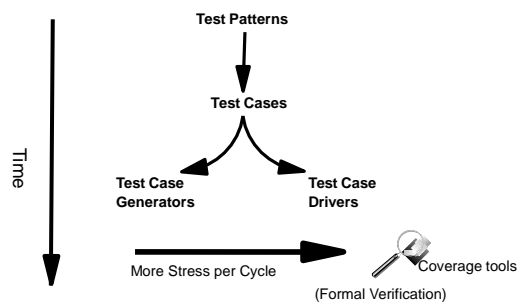 Test Patterns
Test Cases
Time
Test Case
Generators
Test Case
Drivers
More Stress per Cycle
Coverage tools
(Formal Verification)